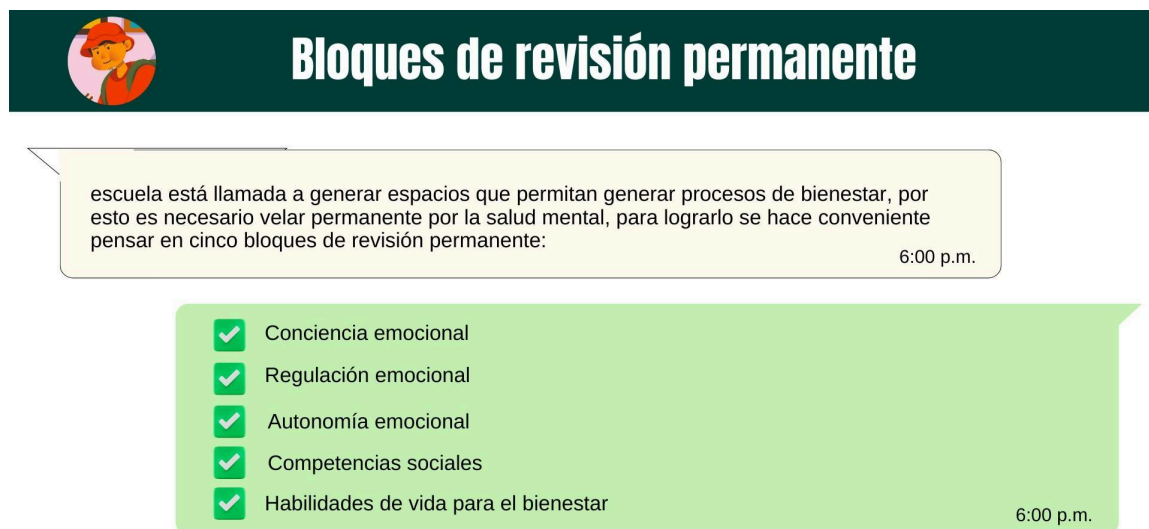 Bloques de revisión permanente
escuela está llamada a generar espacios que permitan generar procesos de bienestar, por
esto es necesario velar permanente por la salud mental, para lograrlo se hace conveniente
pensar en cinco bloques de revisión permanente:
6:00 p.m.
Conciencia emocional
Regulación emocional
Autonomía emocional
Competencias sociales
Habilidades de vida para el bienestar
6:00 p.m.